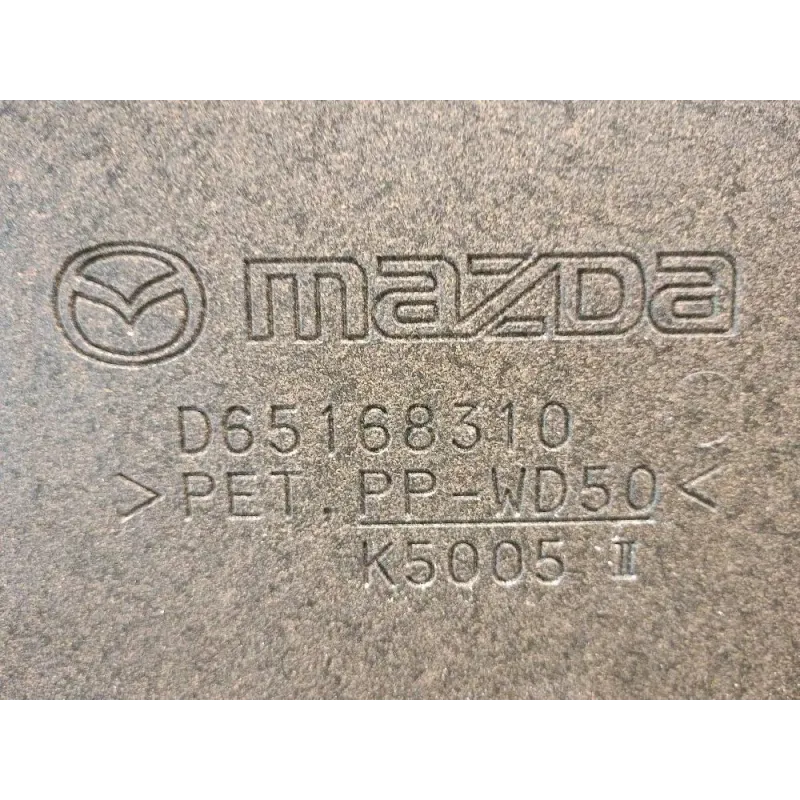 mazda
D65168310
>PET. PP-WD50<
K5005 II